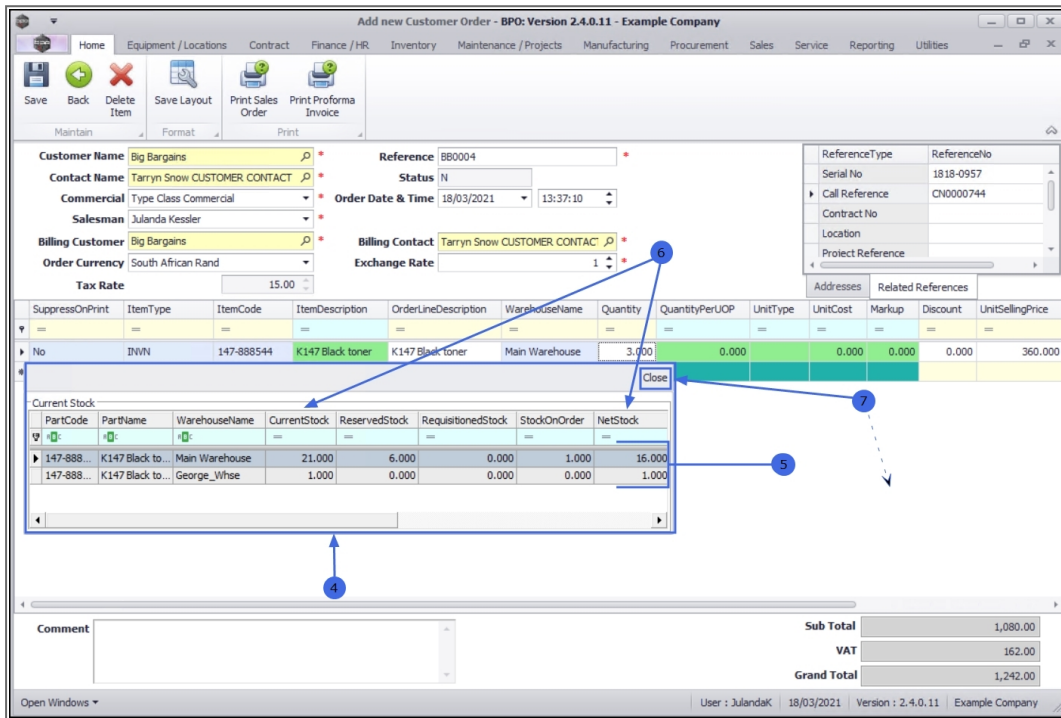 Add new Customer Order - BPO: Version 2.4.0.11 - Example Company
Home Equipment / Locations Contract Finance / HR Inventory Maintenance / Projects Manufacturing Procurement Sales Service Reporting Utilities
Save Back Delete Item Save Layout Print Sales Order Print Proforma Invoice
Maintain Format Print
Customer Name Big Bargains * Reference BB0004 * ReferenceType ReferenceNo
Contact Name Tarryn Snow CUSTOMER CONTACT * Status N Serial No 1818-0957
Commercial Type Class Commercial * Order Date & Time 18/03/2021 13:37:10 Call Reference CN0000744
Salesman Julanda Kessler * Contract No
Billing Customer Big Bargains * Billing Contact Tarryn Snow CUSTOMER CONTAC * Location
Order Currency South African Rand Exchange Rate 1 * Project Reference
Tax Rate 15.00 Addresses Related References
6
SuppressOnPrint ItemType ItemCode ItemDescription OrderLineDescription WarehouseName Quantity QuantityPerUOP UnitType UnitCost Markup Discount UnitSellingPrice
= = = = = = = = = = = = =
No INVN 147-888544 K147 Black toner K147 Black toner Main Warehouse 3.000 0.000 0.000 0.000 0.000 360.000
Close
7
Current Stock
PartCode PartName WarehouseName CurrentStock ReservedStock RequisitionedStock StockOnOrder NetStock
ABC ABC ABC = = = = =
147-888... K147 Black to... Main Warehouse 21.000 6.000 0.000 1.000 16.000
5
147-888... K147 Black to... George_Whse 1.000 0.000 0.000 0.000 1.000
4
Comment Sub Total 1,080.00
VAT 162.00
Grand Total 1,242.00
Open Windows User : JulandaK 18/03/2021 Version : 2.4.0.11 Example Company